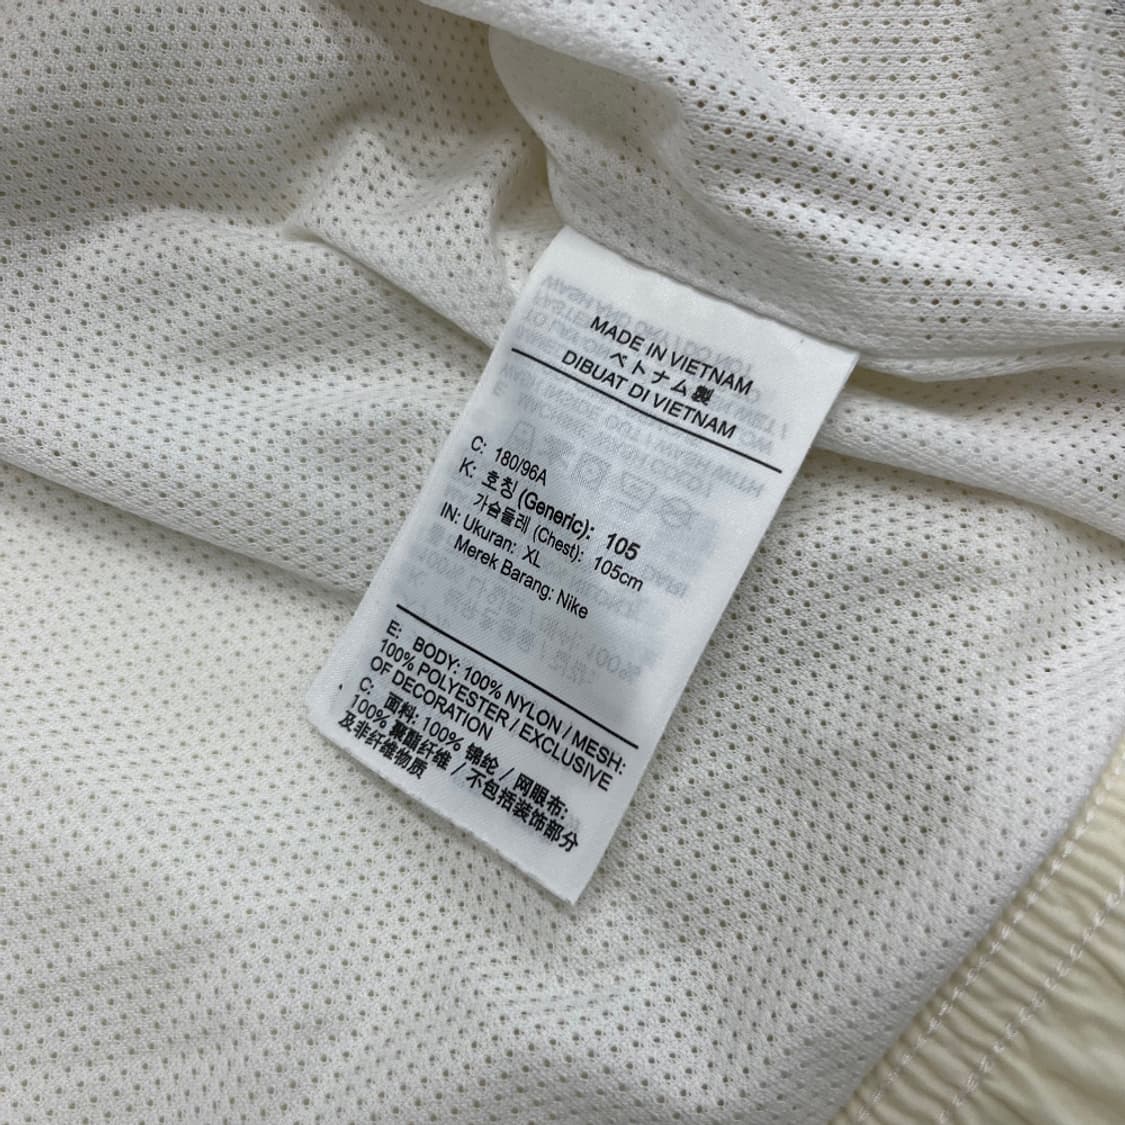 MADE IN VIETNAM
ベトナム製
DIBUAT DI VIETNAM
C: 180/96A
K: 호칭 (Generic): 105
가슴둘레 (Chest): 105cm
IN: Ukuran: XL
Merek Barang: Nike
E: BODY: 100% NYLON / MESH:
100% POLYESTER / EXCLUSIVE
OF DECORATION
C: 面料: 100% 锦纶 / 网眼布:
100% 聚酯纤维 / 不包括装饰部分
及非纤维物质